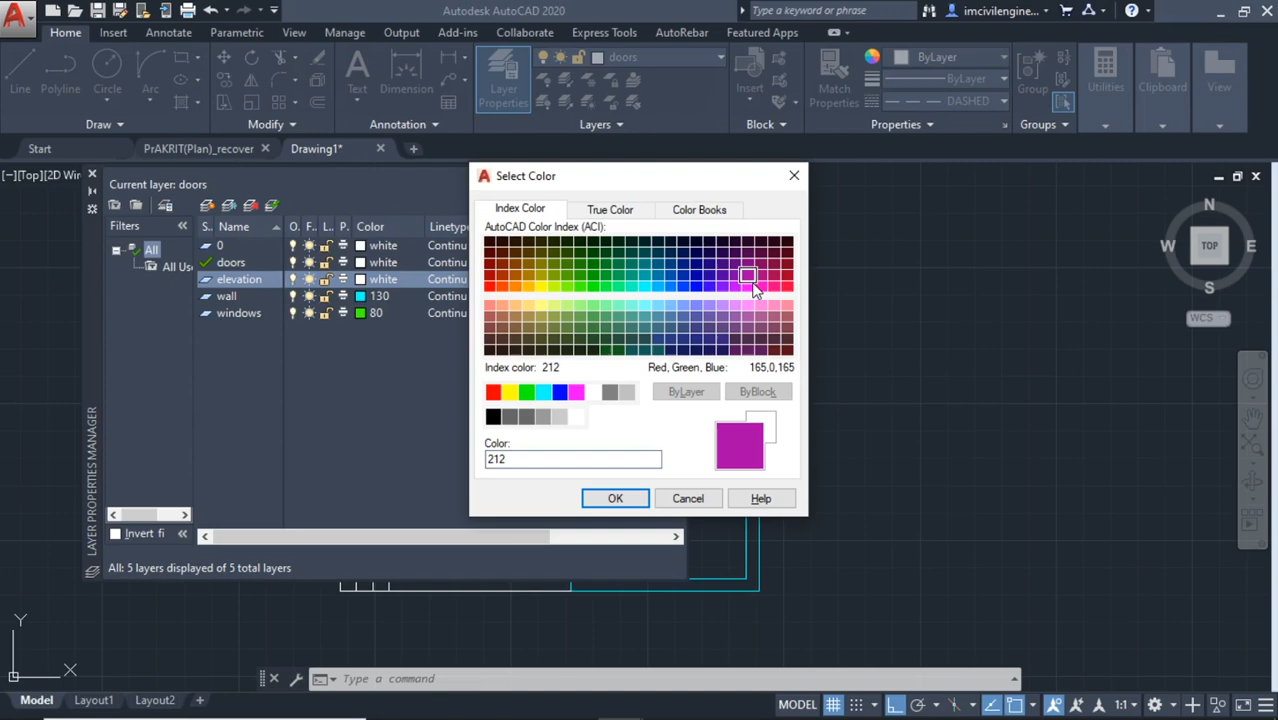 Autodesk AutoCAD 2020
Type a keyword or phrase
imcivilengine...
Home Insert Annotate Parametric View Manage Output Add-ins Collaborate Express Tools AutoRebar Featured Apps
Line Polyline Circle Arc
Text Dimension
Layer Properties
doors
Insert
Match Properties
ByLayer
ByLayer
DASHED
Group
Utilities
Clipboard
View
Draw Modify Annotation Layers Block Properties Groups
Start PrAKRIT(Plan)_recover Drawing1*
[−][Top][2D Wir
Current layer: doors
Filters
All
All Use
S.. Name O. F. L.. P. Color Linetype
0 white Continu
doors white Continu
elevation white Continu
wall 130 Continu
windows 80 Continu
Invert fi
All: 5 layers displayed of 5 total layers
LAYER PROPERTIES MANAGER
Select Color
Index Color True Color Color Books
AutoCAD Color Index (ACI):
Index color: 212 Red, Green, Blue: 165,0,165
ByLayer ByBlock
Color:
212
OK Cancel Help
N
W TOP E
S
WCS
Y
X
Type a command
Model Layout1 Layout2
MODEL
1:1